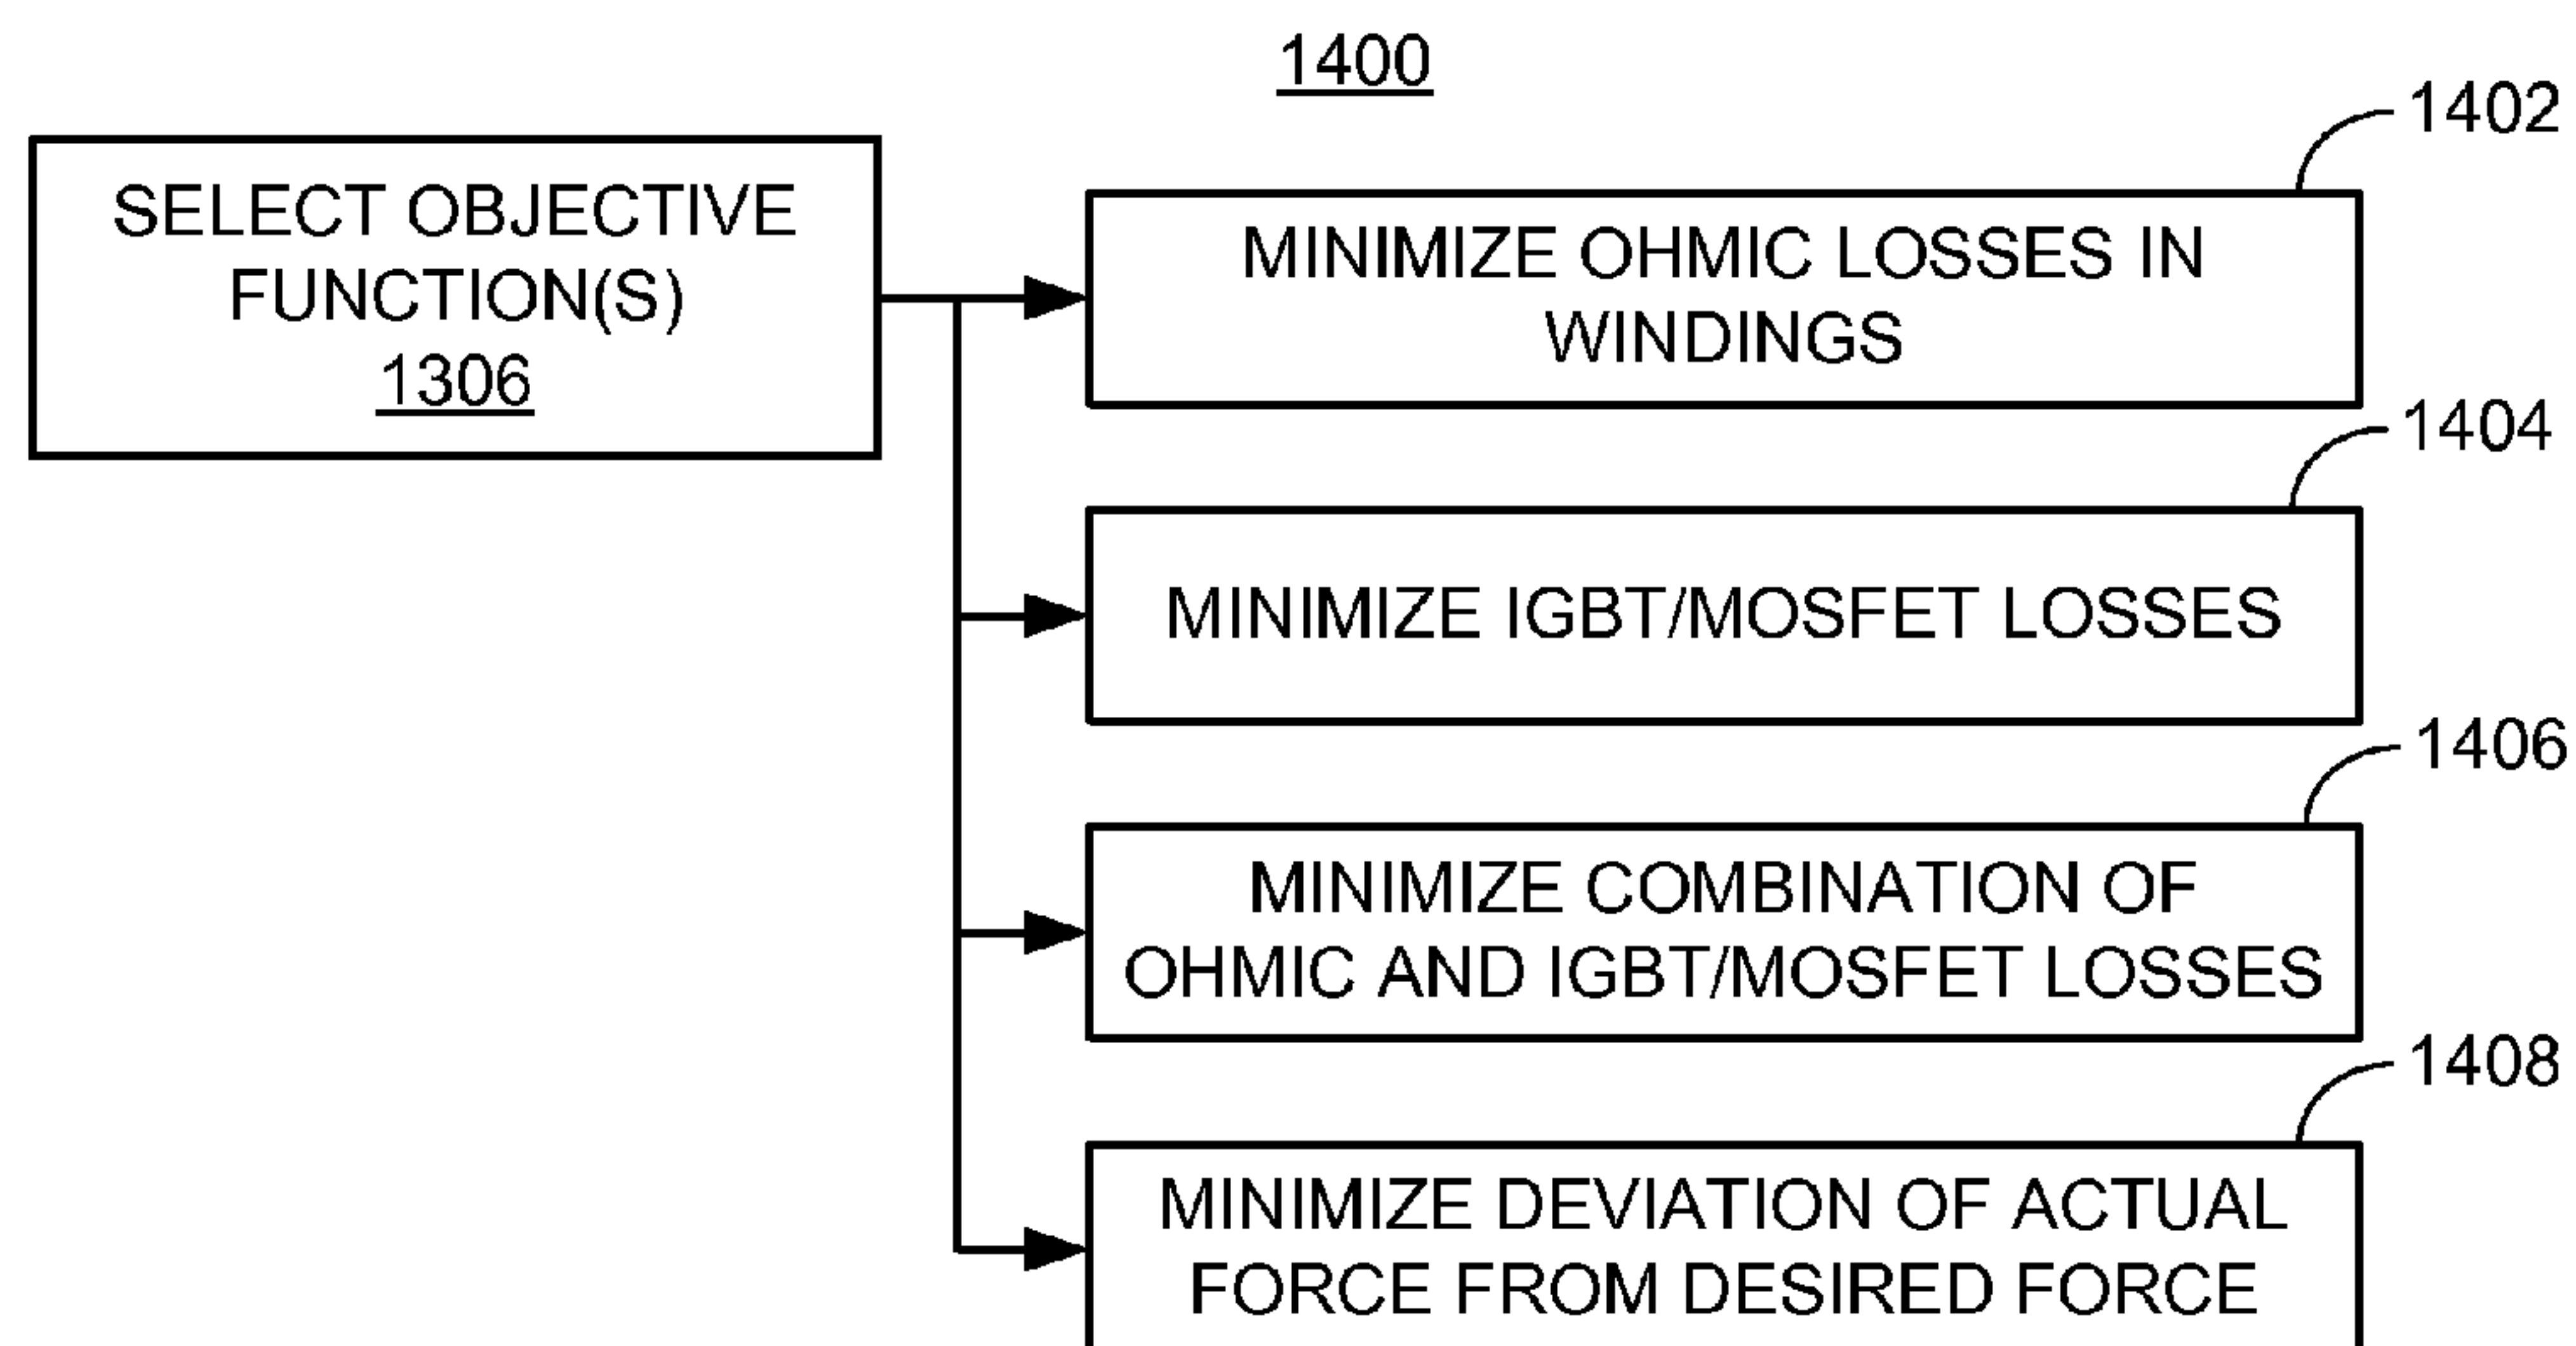 1400
SELECT OBJECTIVE
FUNCTION(S)
1306
1402
MINIMIZE OHMIC LOSSES IN
WINDINGS
1404
MINIMIZE IGBT/MOSFET LOSSES
1406
MINIMIZE COMBINATION OF
OHMIC AND IGBT/MOSFET LOSSES
1408
MINIMIZE DEVIATION OF ACTUAL
FORCE FROM DESIRED FORCE